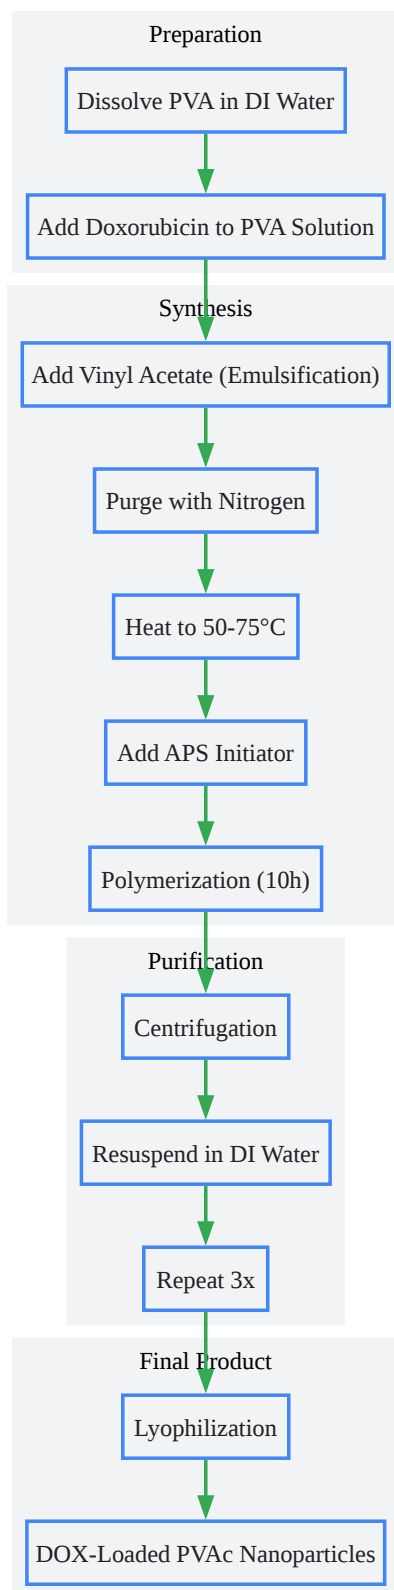 Preparation
Dissolve PVA in DI Water
Add Doxorubicin to PVA Solution
Synthesis
Add Vinyl Acetate (Emulsification)
Purge with Nitrogen
Heat to 50-75°C
Add APS Initiator
Polymerization (10h)
Purification
Centrifugation
Resuspend in DI Water
Repeat 3x
Final Product
Lyophilization
DOX-Loaded PVAc Nanoparticles